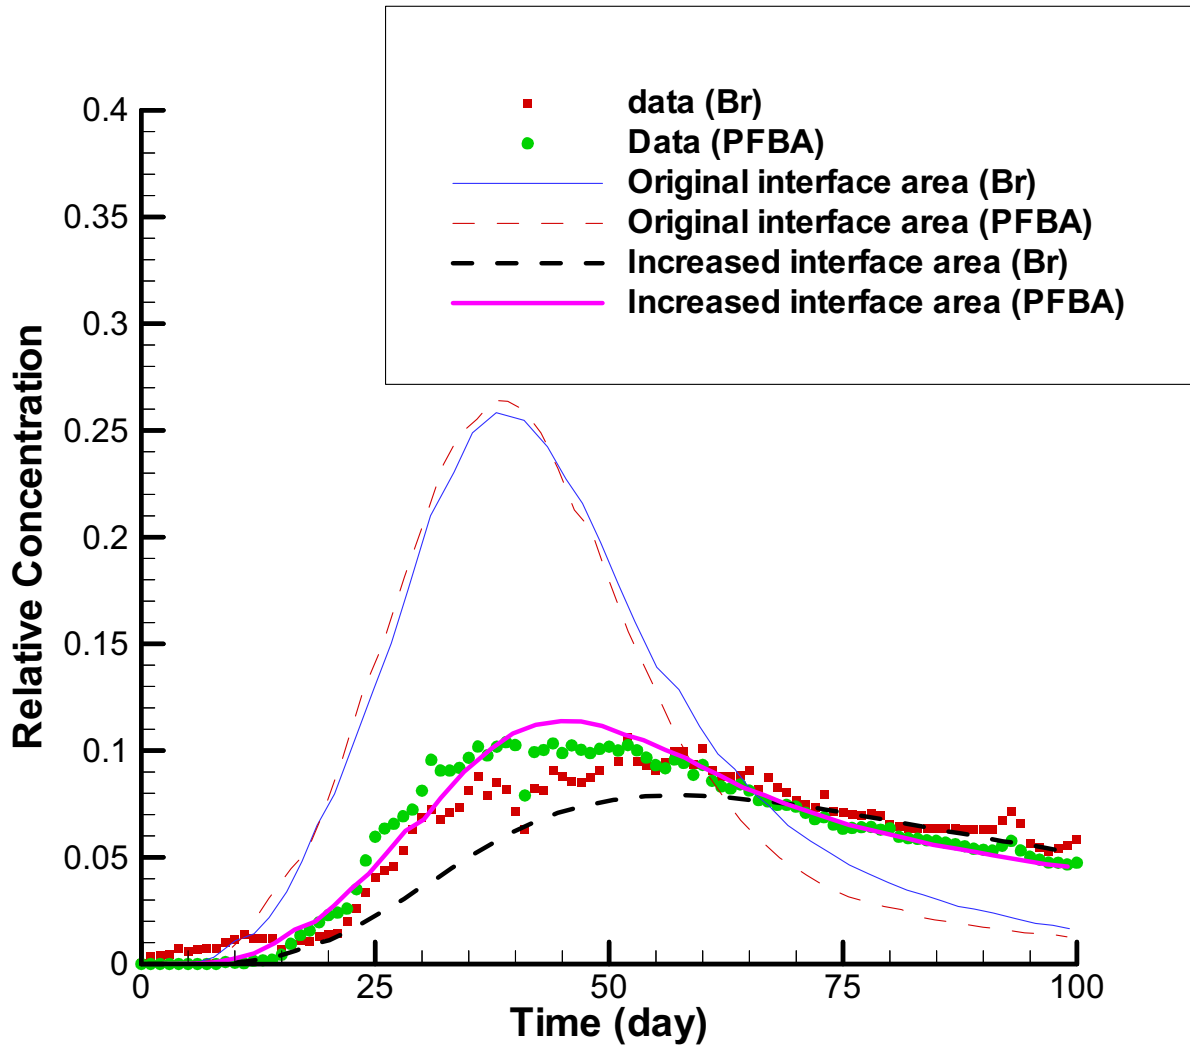 data (Br)
Data (PFBA)
Original interface area (Br)
Original interface area (PFBA)
Increased interface area (Br)
Increased interface area (PFBA)
0.4
0.35
0.3
0.25
0.2
0.15
0.1
0.05
0
Relative Concentration
0 25 50 75 100
Time (day)